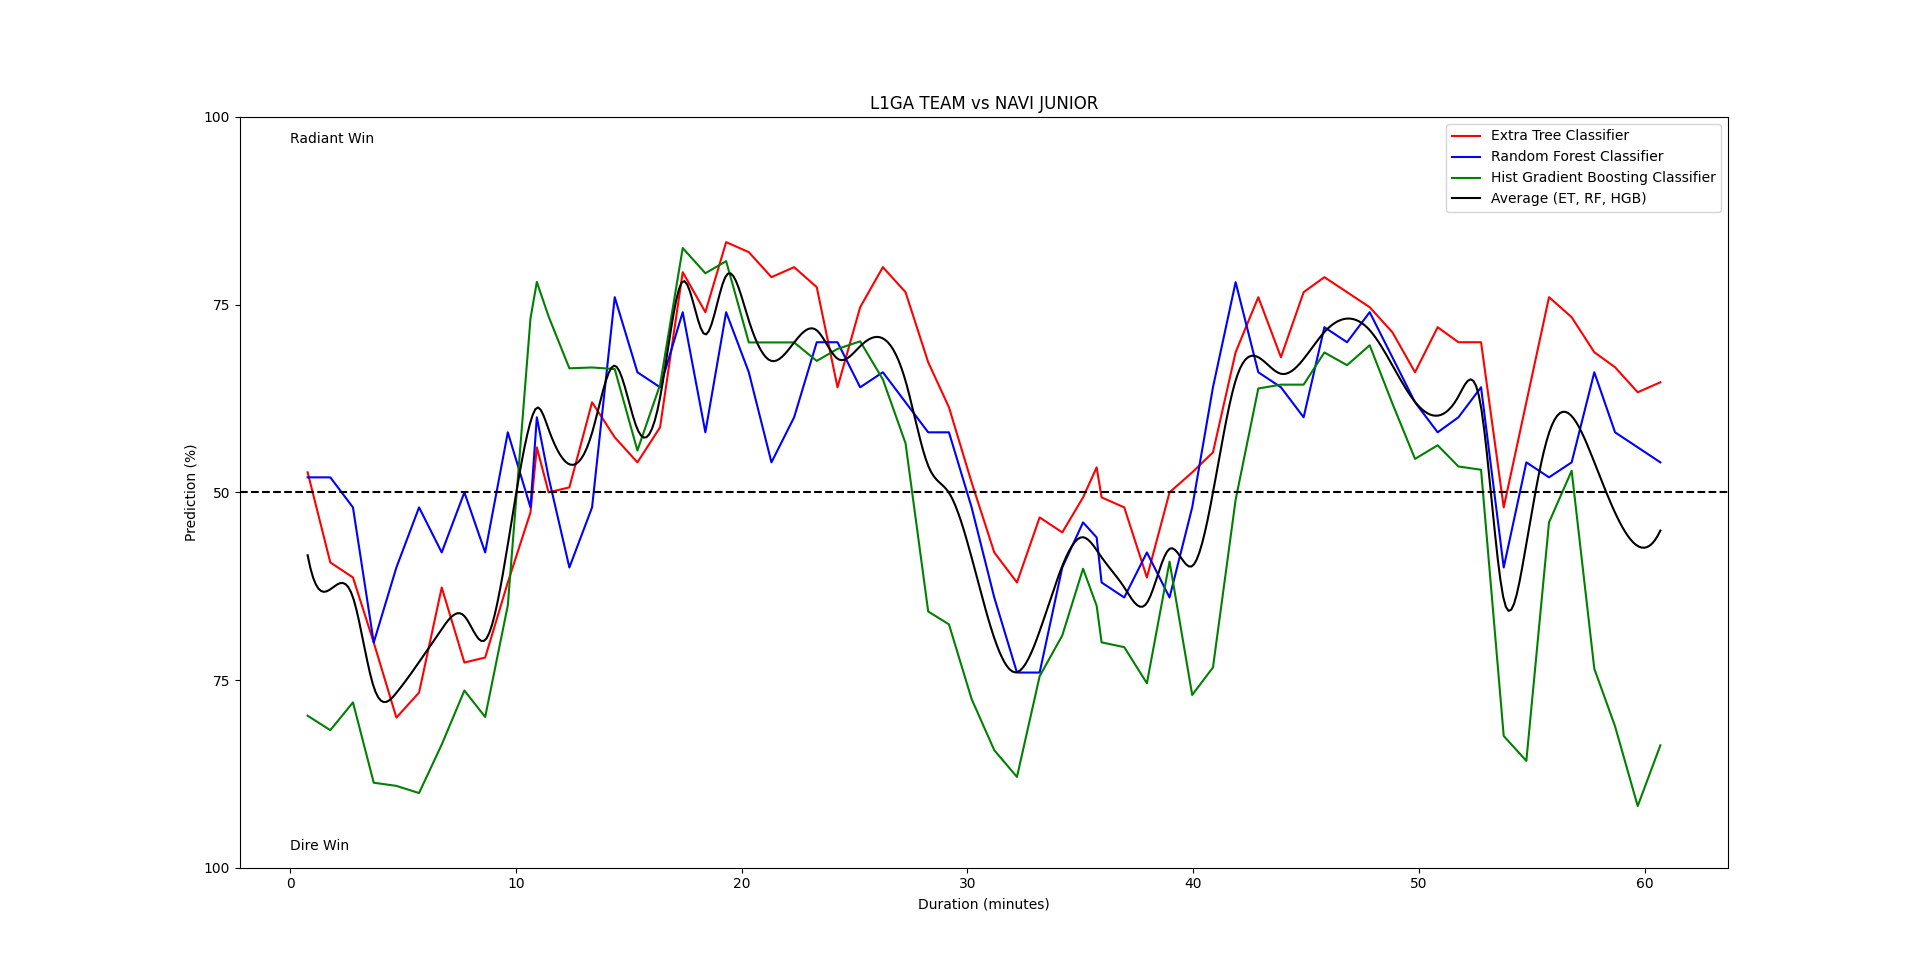 L1GA TEAM vs NAVI JUNIOR
100
Radiant Win
Extra Tree Classifier
Random Forest Classifier
Hist Gradient Boosting Classifier
Average (ET, RF, HGB)
75
Prediction (%)
50
75
Dire Win
100
0 10 20 30 40 50 60
Duration (minutes)